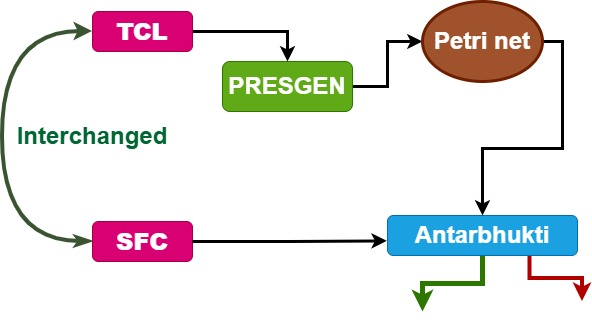 TCL
Petri net
PRESGEN
Interchanged
SFC
Antarbhukti